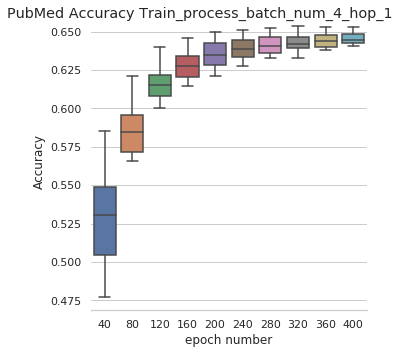 PubMed Accuracy Train_process_batch_num_4_hop_1
0.650
0.625
0.600
0.575
0.550
0.525
0.500
0.475
Accuracy
40 80 120 160 200 240 280 320 360 400
epoch number